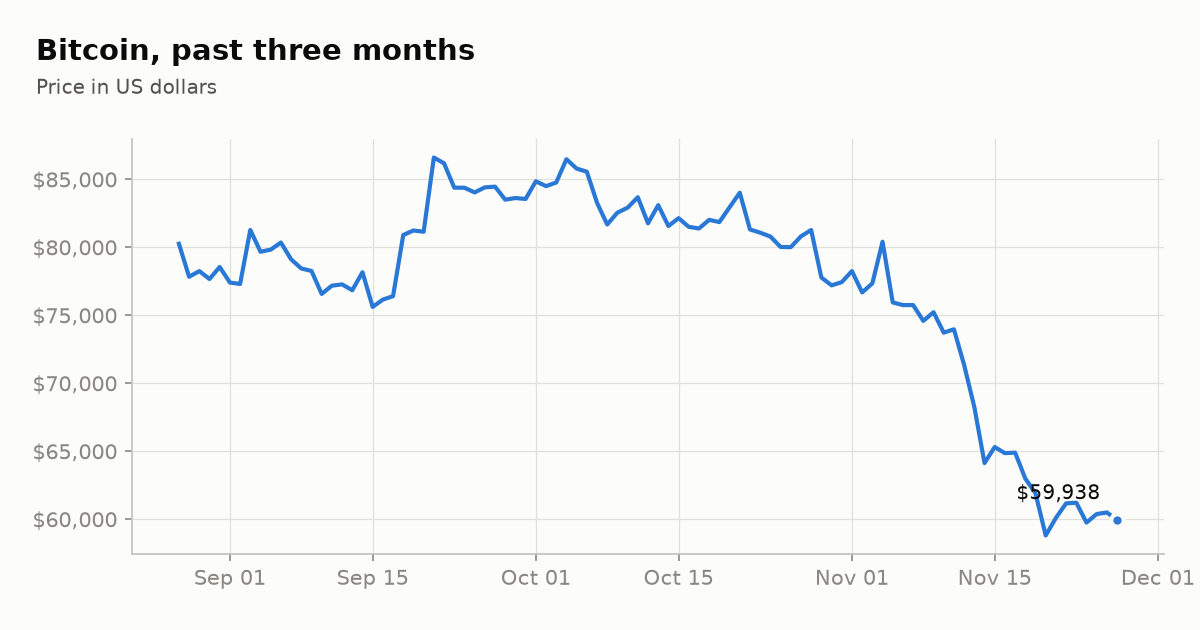 Bitcoin, past three months
Price in US dollars
$85,000
$80,000
$75,000
$70,000
$65,000
$60,000
$59,938
Sep 01 Sep 15 Oct 01 Oct 15 Nov 01 Nov 15 Dec 01